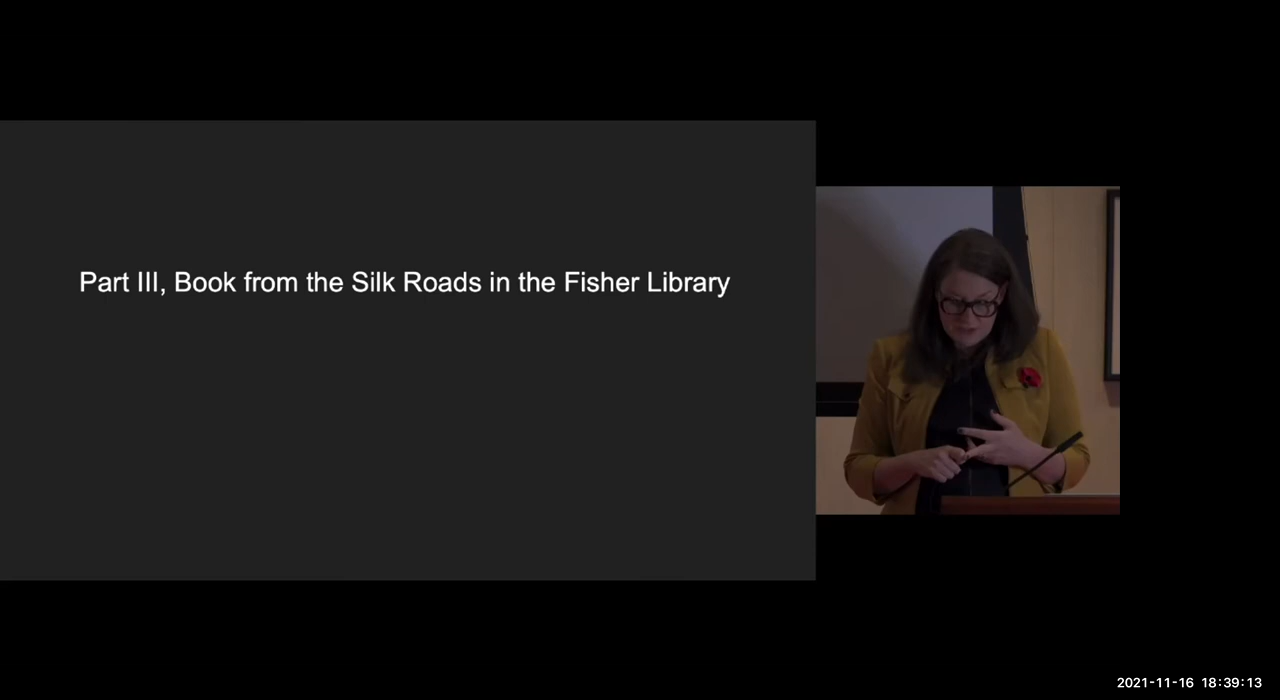 Part III, Book from the Silk Roads in the Fisher Library
2021-11-16 18:39:13